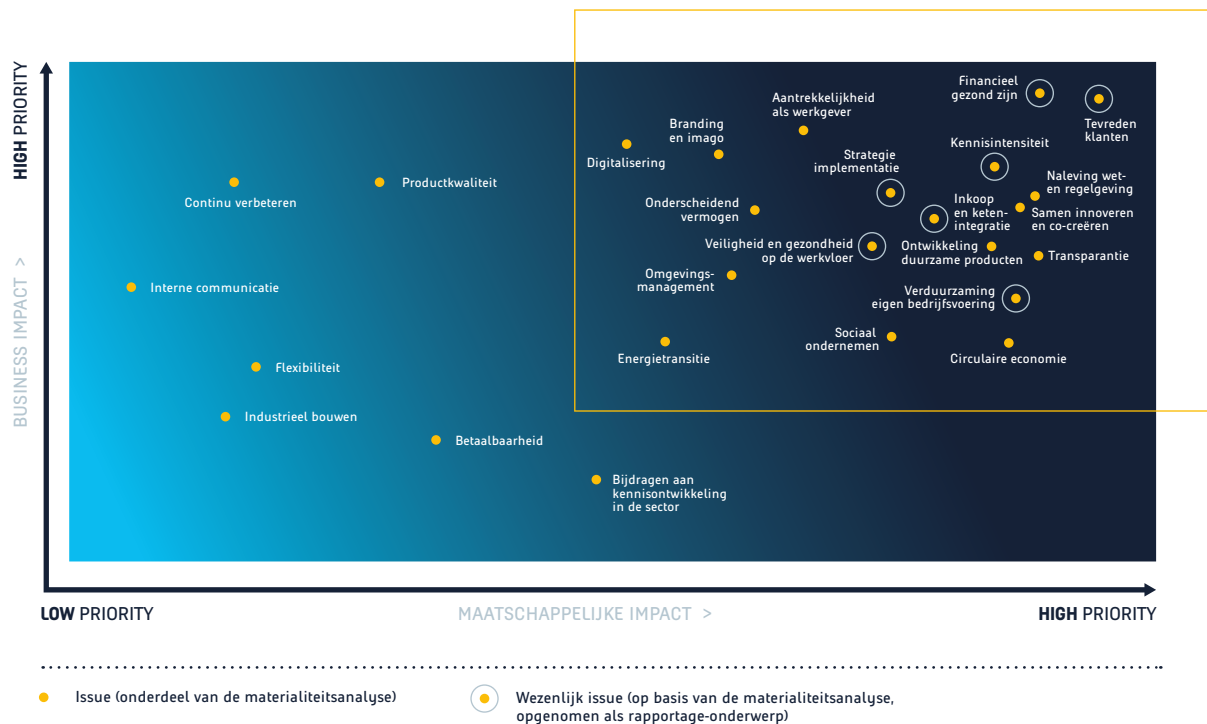 HIGH PRIORITY
BUSINESS IMPACT >
Financieel
gezond zijn
Tevreden
klanten
Aantrekkelijkheid
als werkgever
Branding
en imago
Digitalisering
Strategie
implementatie
Kennisintensiteit
Continu verbeteren
Productkwaliteit
Naleving wet-
en regelgeving
Onderscheidend
vermogen
Inkoop
en keten-
integratie
Samen innoveren
en co-creëren
Veiligheid en gezondheid
op de werkvloer
Ontwikkeling
duurzame producten
Transparantie
Omgevings-
management
Interne communicatie
Verduurzaming
eigen bedrijfsvoering
Sociaal
ondernemen
Energietransitie
Circulaire economie
Flexibiliteit
Industrieel bouwen
Betaalbaarheid
Bijdragen aan
kennisontwikkeling
in de sector
LOW PRIORITY
MAATSCHAPPELIJKE IMPACT >
HIGH PRIORITY
Issue (onderdeel van de materialiteitsanalyse)
Wezenlijk issue (op basis van de materialiteitsanalyse,
opgenomen als rapportage-onderwerp)